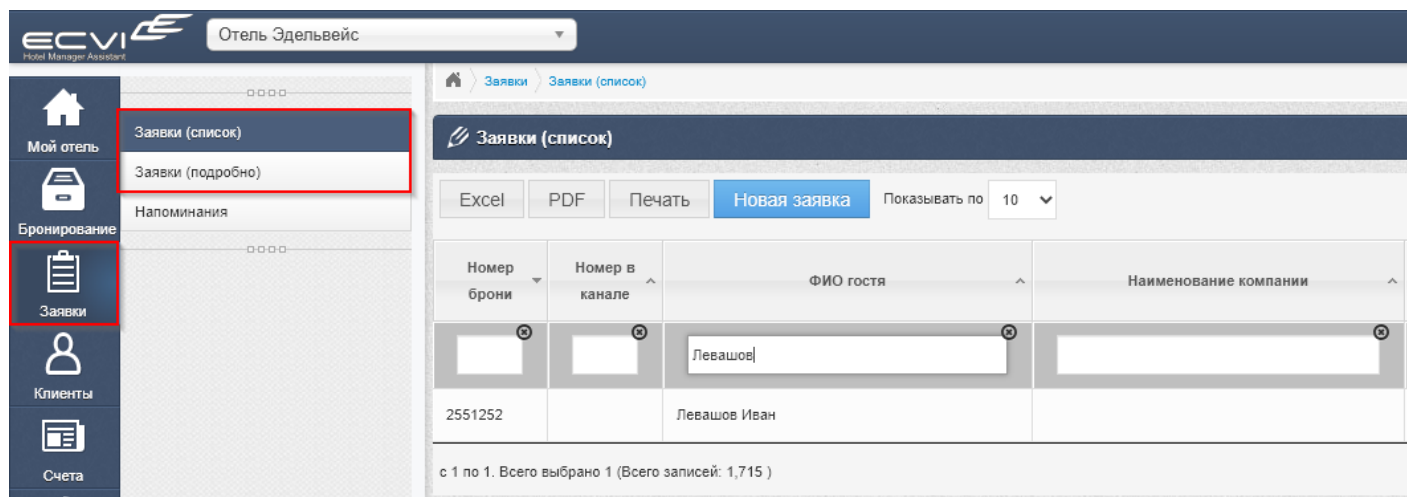 ECVI
Hotel Manager Assistant
Отель Эдельвейс
Мой отель
Бронирование
Заявки
Клиенты
Счета
Заявки (список)
Заявки (подробно)
Напоминания
Заявки Заявки (список)
Заявки (список)
Excel PDF Печать Новая заявка Показывать по 10
Номер брони Номер в канале ФИО гостя Наименование компании
Левашов
2551252 Левашов Иван
с 1 по 1. Всего выбрано 1 (Всего записей: 1,715 )